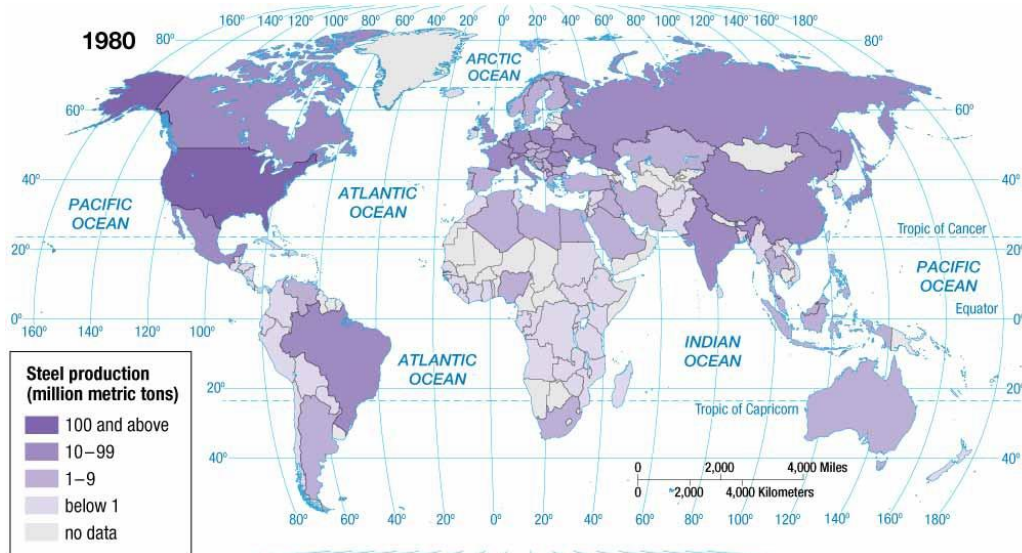 160° 140° 120° 100° 80° 60° 40° 20° 0° 20° 40° 60° 80° 100° 120° 140° 160° 180°
1980
80°
80°
ARCTIC
OCEAN
60°
60°
40°
40°
PACIFIC
OCEAN
ATLANTIC
OCEAN
Tropic of Cancer
20°
20°
PACIFIC
OCEAN
Equator
0°
0°
160° 140° 120° 100°
160° 180°
INDIAN
OCEAN
ATLANTIC
OCEAN
20°
20°
Tropic of Capricorn
40°
40°
Steel production
(million metric tons)
100 and above
10–99
1–9
below 1
no data
0 2,000 4,000 Miles
0 2,000 4,000 Kilometers
80° 60° 40° 20° 0° 20° 40° 60° 80° 100° 120° 140° 160° 180°